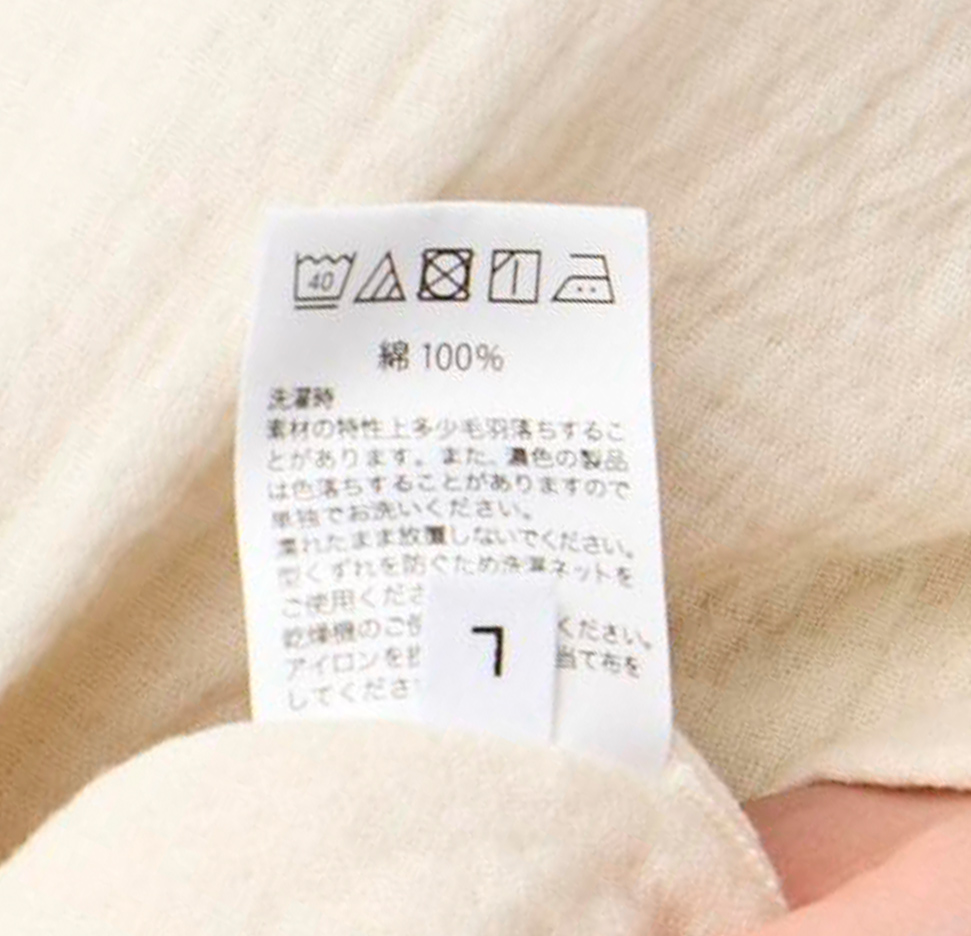 40
綿 100%
洗濯時
素材の特性上多少毛羽落ちするこ
とがあります。また、濃色の製品
は色落ちすることがありますので
単独でお洗いください。
濡れたまま放置しないでください。
型くずれを防ぐため洗濯ネットを
ご使用くださ
乾燥機のご使 ください。
アイロンを 当て布を
してくださ
L